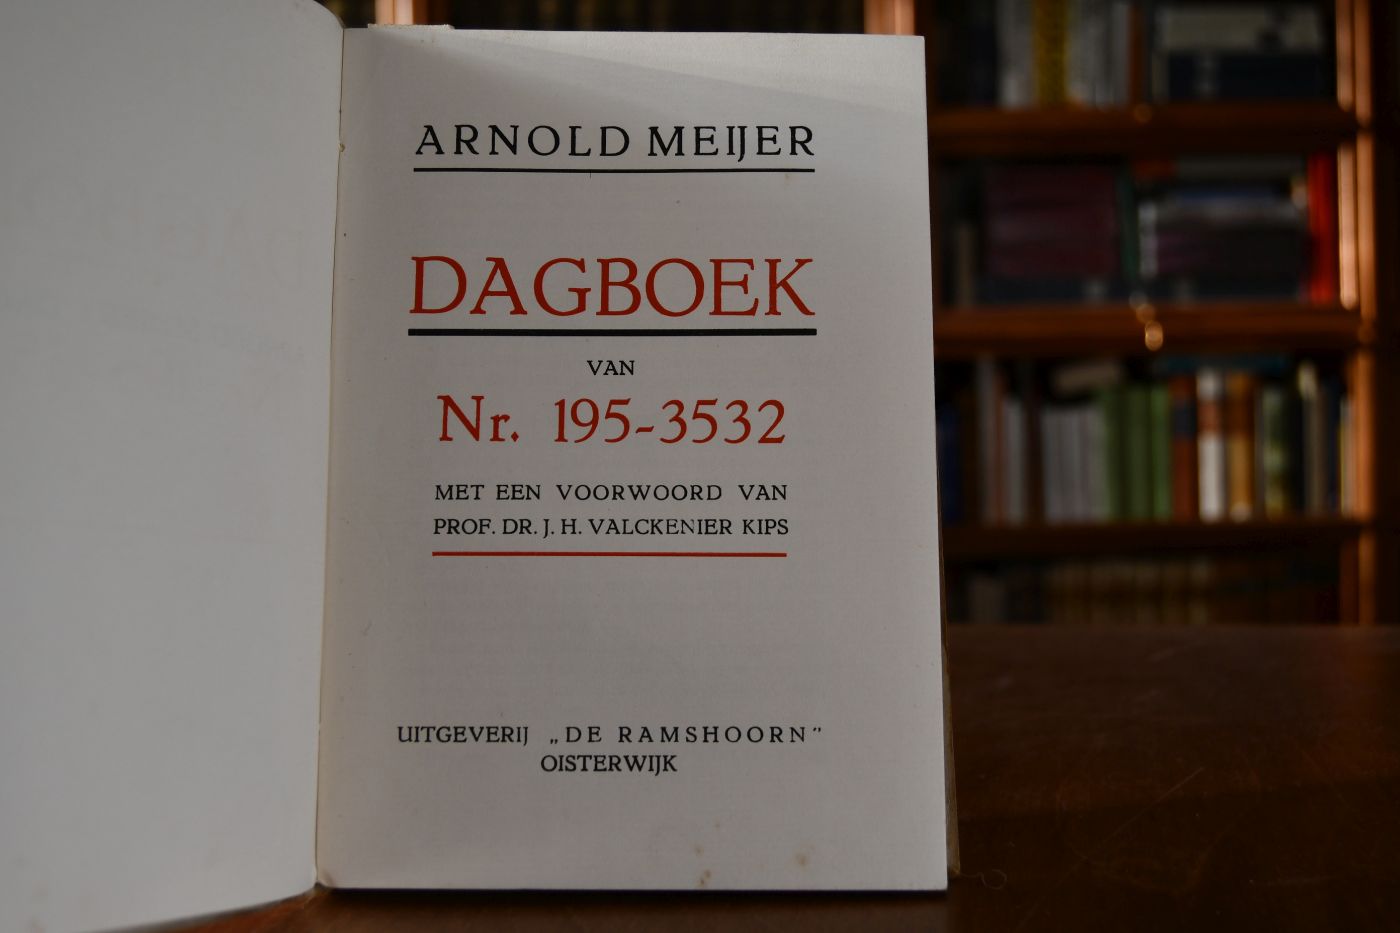 ARNOLD MEIJER
DAGBOEK
VAN
Nr. 195-3532
MET EEN VOORWOORD VAN
PROF. DR. J. H. VALCKENIER KIPS
UITGEVERIJ „DE RAMSHOORN”
OISTERWIJK